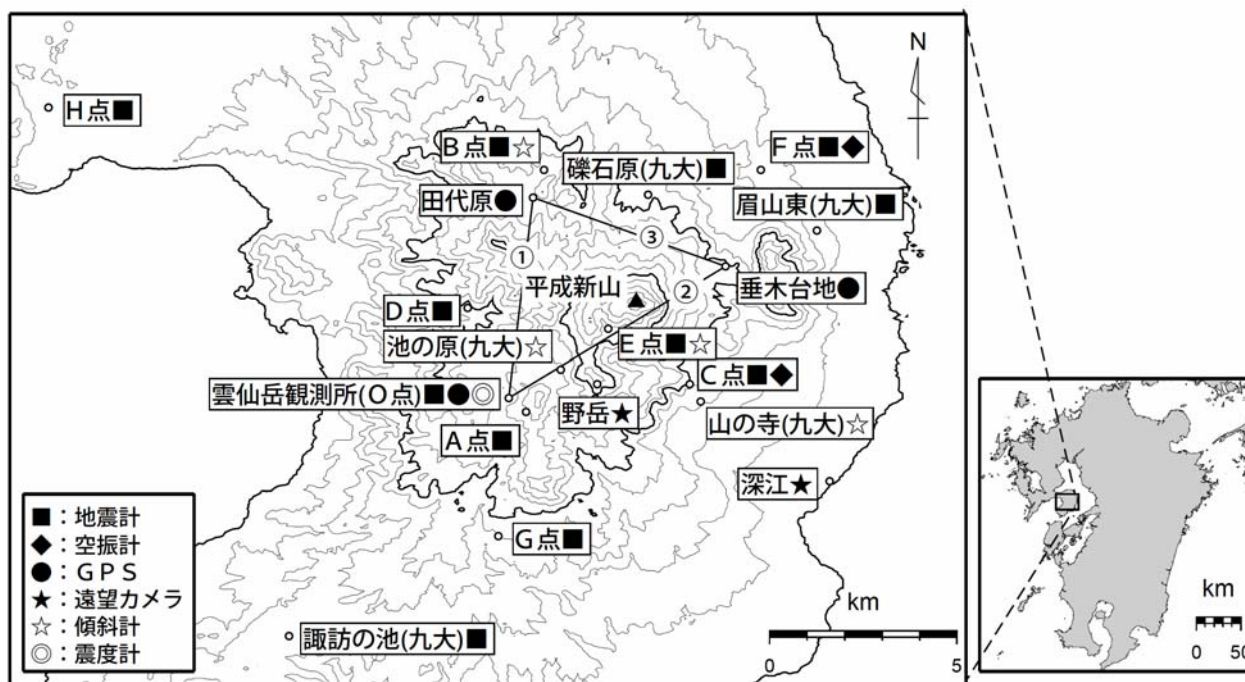 N
H点■
B点■☆
F点■◆
礫石原(九大)■
田代原●
眉山東(九大)■
③
①
平成新山
②
垂木台地●
D点■
池の原(九大)☆
E点■☆
C点■◆
雲仙岳観測所(O点)■●◎
野岳★
山の寺(九大)☆
A点■
深江★
G点■
諏訪の池(九大)■
■：地震計
◆：空振計
●：GPS
★：遠望カメラ
☆：傾斜計
◎：震度計
km
0 5
km
0 50